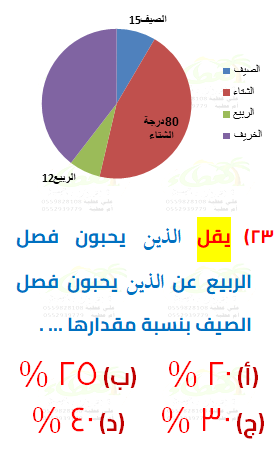 الصيف15
الصيف
الشتاء
الربيع
الخريف
80درجة
الشتاء
الربيع12
٢٣) يقل الذين يحبون فصل
الربيع عن الذين يحبون فصل
الصيف بنسبة مقدارها ... .
(أ) ٢٠ % (ب) ٢٥ %
(ج) ٣٠ % (د) ٤٠ %